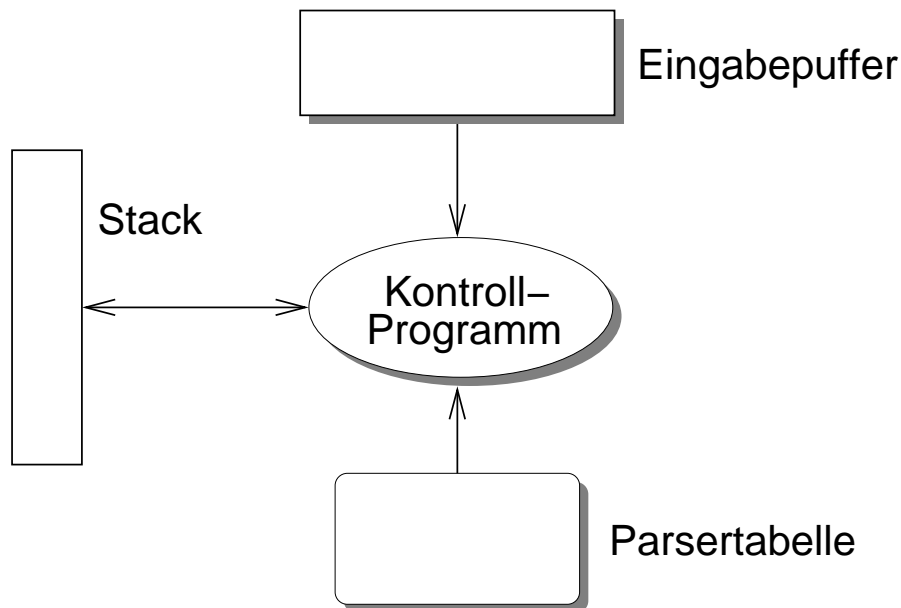 Eingabepuffer
Stack
Kontroll–
Programm
Parsertabelle